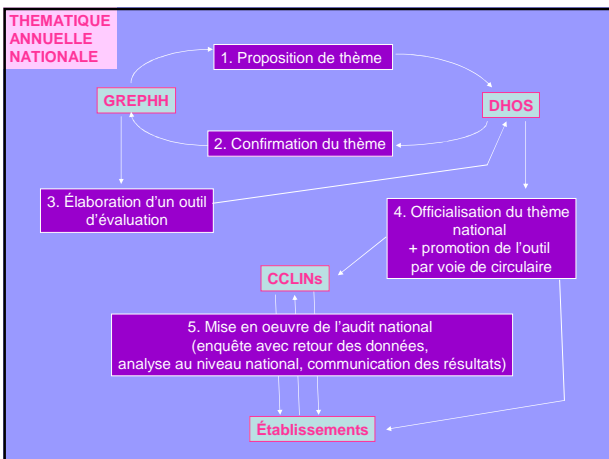 THEMATIQUE
ANNUELLE
NATIONALE
1. Proposition de thème
GREPHH
DHOS
2. Confirmation du thème
3. Élaboration d'un outil
d'évaluation
4. Officialisation du thème
national
+ promotion de l'outil
par voie de circulaire
CCLINs
5. Mise en oeuvre de l'audit national
(enquête avec retour des données,
analyse au niveau national, communication des résultats)
Établissements